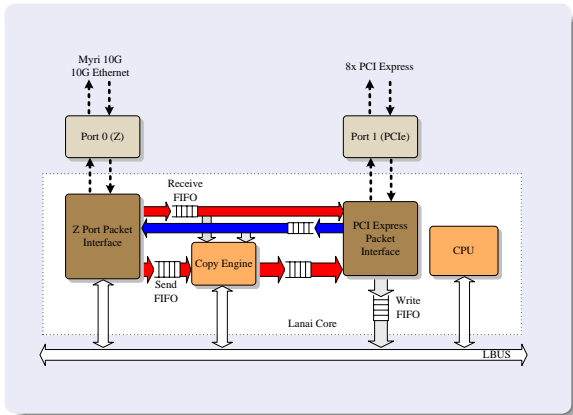 Myri 10G
10G Ethernet
8x PCI Express
Port 0 (Z)
Port 1 (PCIe)
Receive
FIFO
Z Port Packet
Interface
PCI Express
Packet
Interface
CPU
Copy Engine
Send
FIFO
Write
FIFO
Lanai Core
LBUS